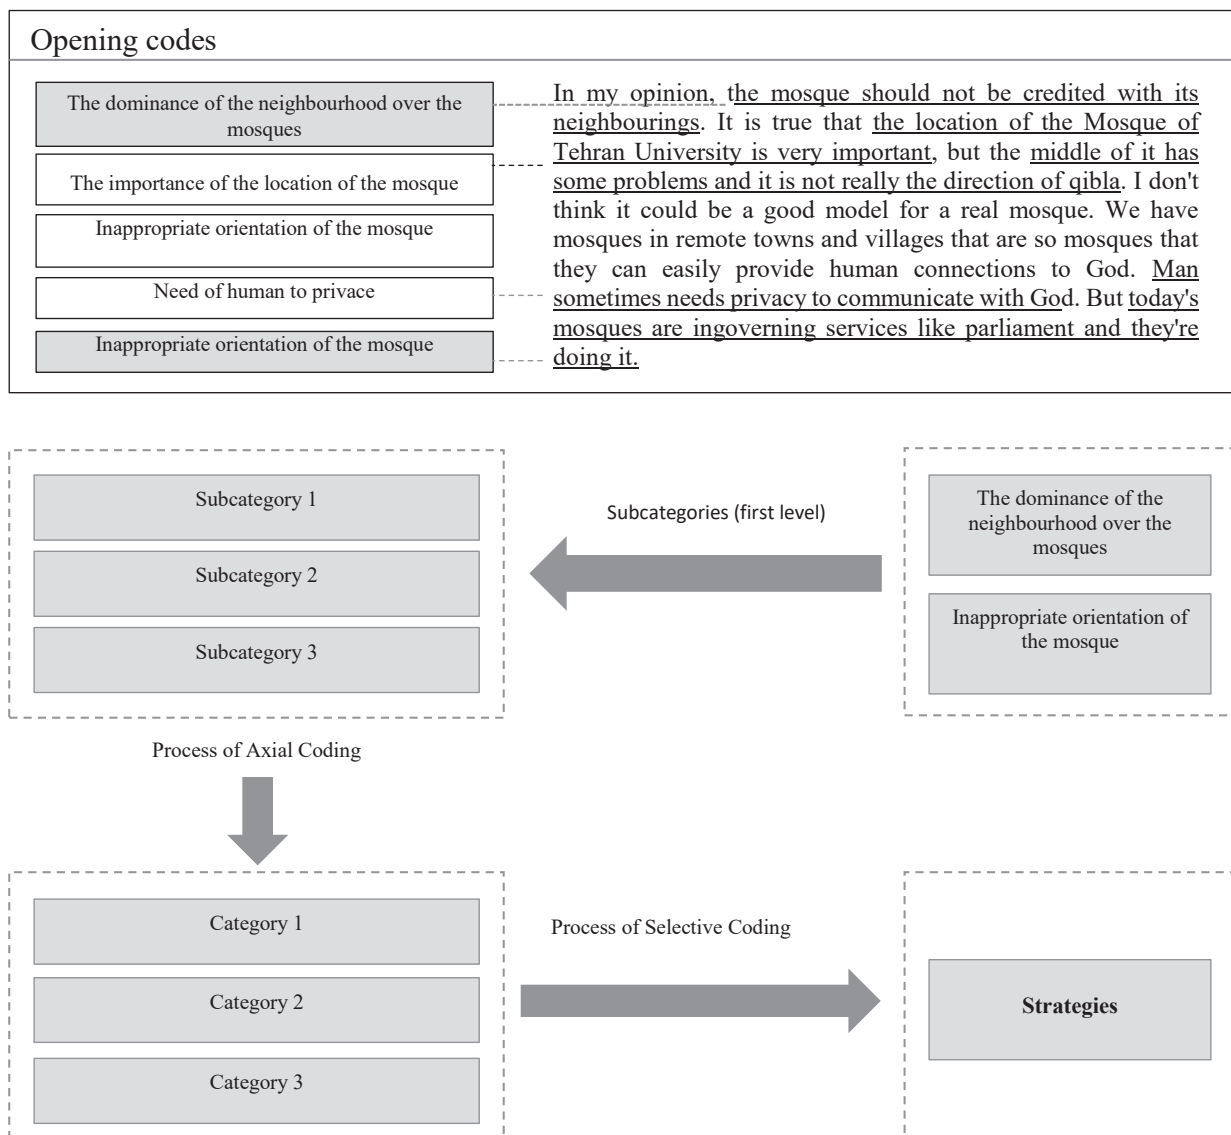 Opening codes
The dominance of the neighbourhood over the
mosques
The importance of the location of the mosque
Inappropriate orientation of the mosque
Need of human to privace
Inappropriate orientation of the mosque
In my opinion, the mosque should not be credited with its
neighbourings. It is true that the location of the Mosque of
Tehran University is very important, but the middle of it has
some problems and it is not really the direction of qibla. I don't
think it could be a good model for a real mosque. We have
mosques in remote towns and villages that are so mosques that
they can easily provide human connections to God. Man
sometimes needs privacy to communicate with God. But today's
mosques are ingoverning services like parliament and they're
doing it.
Subcategory 1
Subcategory 2
Subcategory 3
Subcategories (first level)
The dominance of the
neighbourhood over the
mosques
Inappropriate orientation of
the mosque
Process of Axial Coding
Category 1
Category 2
Category 3
Process of Selective Coding
Strategies